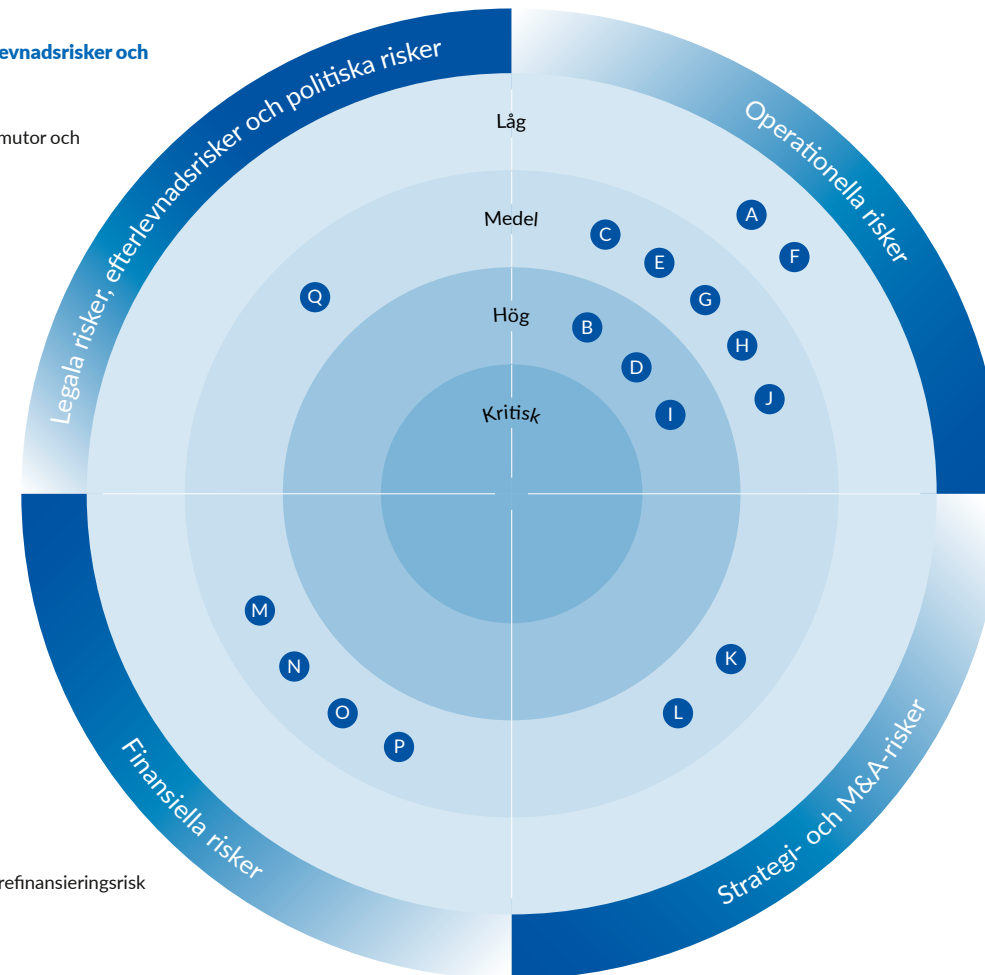 evnadsrisker och
mutor och
refinansieringsrisk
Legala risker, efterlevnadsrisker och politiska risker
Operationella risker
Låg
Medel
Hög
Kritisk
A
F
C
E
G
H
J
B
D
I
Q
M
N
O
P
K
L
Finansiella risker
Strategi- och M&A-risker